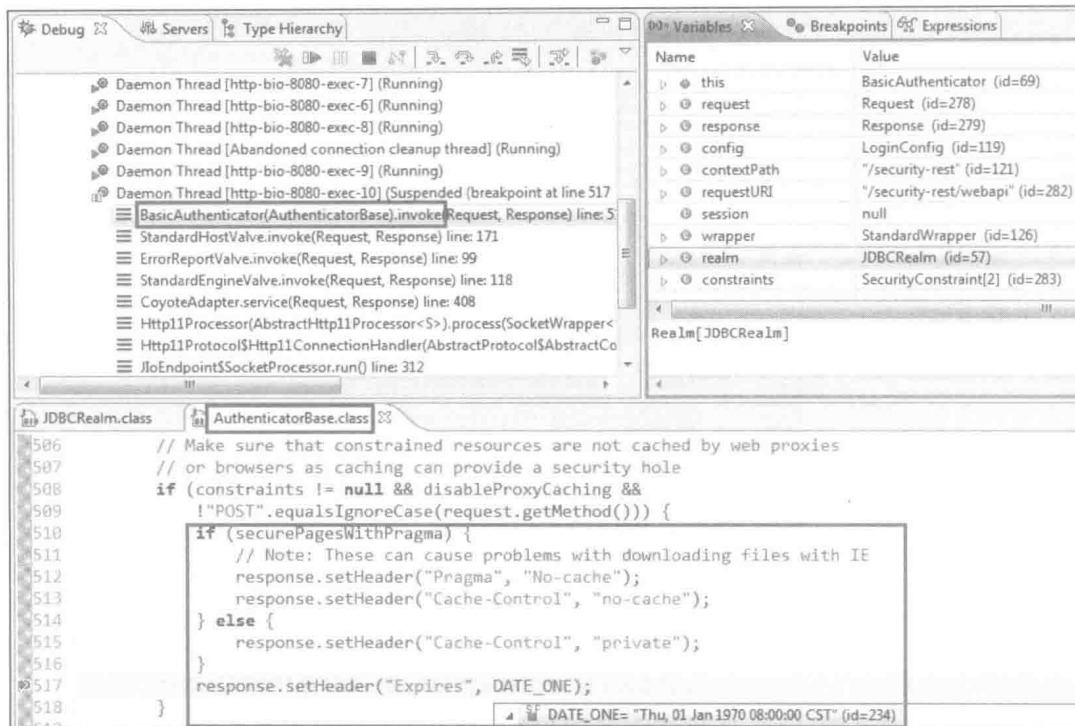 Debug Servers Type Hierarchy
Daemon Thread [http-bio-8080-exec-7] (Running)
Daemon Thread [http-bio-8080-exec-6] (Running)
Daemon Thread [http-bio-8080-exec-8] (Running)
Daemon Thread [Abandoned connection cleanup thread] (Running)
Daemon Thread [http-bio-8080-exec-9] (Running)
Daemon Thread [http-bio-8080-exec-10] (Suspended (breakpoint at line 517
BasicAuthenticator(AuthenticatorBase).invoke(Request, Response) line: 5
StandardHostValve.invoke(Request, Response) line: 171
ErrorReportValve.invoke(Request, Response) line: 99
StandardEngineValve.invoke(Request, Response) line: 118
CoyoteAdapter.service(Request, Response) line: 408
Http11Processor(AbstractHttp11Processor<S>).process(SocketWrapper<
Http11Protocol$Http11ConnectionHandler(AbstractProtocol$AbstractCo
JIoEndpoint$SocketProcessor.run() line: 312
Variables Breakpoints Expressions
Name Value
this BasicAuthenticator (id=69)
request Request (id=278)
response Response (id=279)
config LoginConfig (id=119)
contextPath "/security-rest" (id=121)
requestURI "/security-rest/webapi" (id=282)
session null
wrapper StandardWrapper (id=126)
realm JDBCRealm (id=57)
constraints SecurityConstraint[2] (id=283)
Realm[JDBCRealm]
JDBCRealm.class AuthenticatorBase.class
506 // Make sure that constrained resources are not cached by web proxies
507 // or browsers as caching can provide a security hole
508 if (constraints != null && disableProxyCaching &&
509 !"POST".equalsIgnoreCase(request.getMethod())) {
510 if (securePagesWithPragma) {
511 // Note: These can cause problems with downloading files with IE
512 response.setHeader("Pragma", "No-cache");
513 response.setHeader("Cache-Control", "no-cache");
514 } else {
515 response.setHeader("Cache-Control", "private");
516 }
517 response.setHeader("Expires", DATE_ONE);
518 }
DATE_ONE= "Thu, 01 Jan 1970 08:00:00 CST" (id=234)